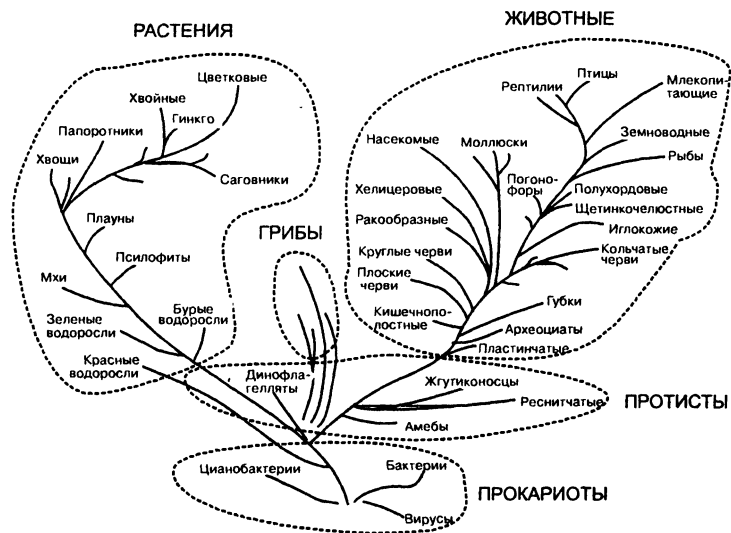 ЖИВОТНЫЕ
РАСТЕНИЯ
Цветковые
Хвойные
Гинкго
Папоротники
Хвощи
Саговники
Плауны
Псилофиты
Мхи
Зеленые
водоросли
Бурые
водоросли
Красные
водоросли
ГРИБЫ
Птицы
Рептилии
Млекопи-
тающие
Насекомые
Моллюски
Земноводные
Рыбы
Погоно-
форы
Хелицеровые
Полухордовые
Щетинкочелюстные
Ракообразные
Иглокожие
Круглые черви
Кольчатые
черви
Плоские
черви
Кишечнопо-
лостные
Губки
Археоциаты
Пластинчатые
Динофла-
гелляты
Жгутиконосцы
Реснитчатые
Амебы
ПРОТИСТЫ
Цианобактерии
Бактерии
Вирусы
ПРОКАРИОТЫ